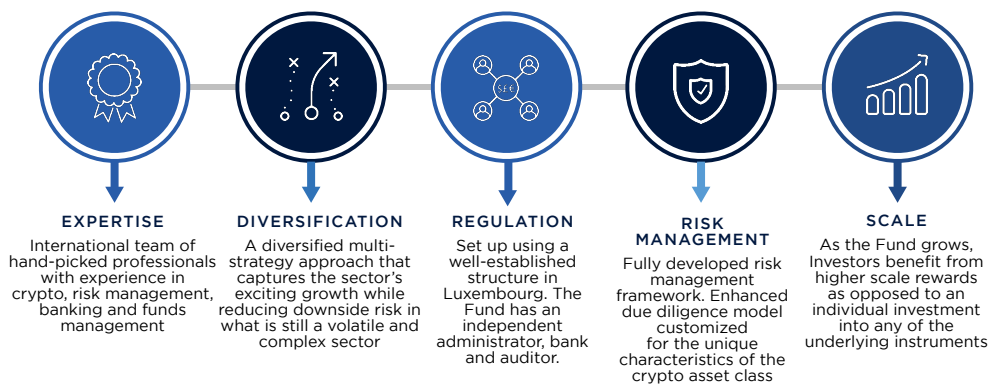 $ £ €
EXPERTISE
International team of
hand-picked professionals
with experience in
crypto, risk management,
banking and funds
management
DIVERSIFICATION
A diversified multi-
strategy approach that
captures the sector’s
exciting growth while
reducing downside risk in
what is still a volatile and
complex sector
REGULATION
Set up using a
well-established
structure in
Luxembourg. The
Fund has an
independent
administrator, bank
and auditor.
RISK
MANAGEMENT
Fully developed risk
management
framework. Enhanced
due diligence model
customized
for the unique
characteristics of the
crypto asset class
SCALE
As the Fund grows,
Investors benefit from
higher scale rewards
as opposed to an
individual investment
into any of the
underlying instruments